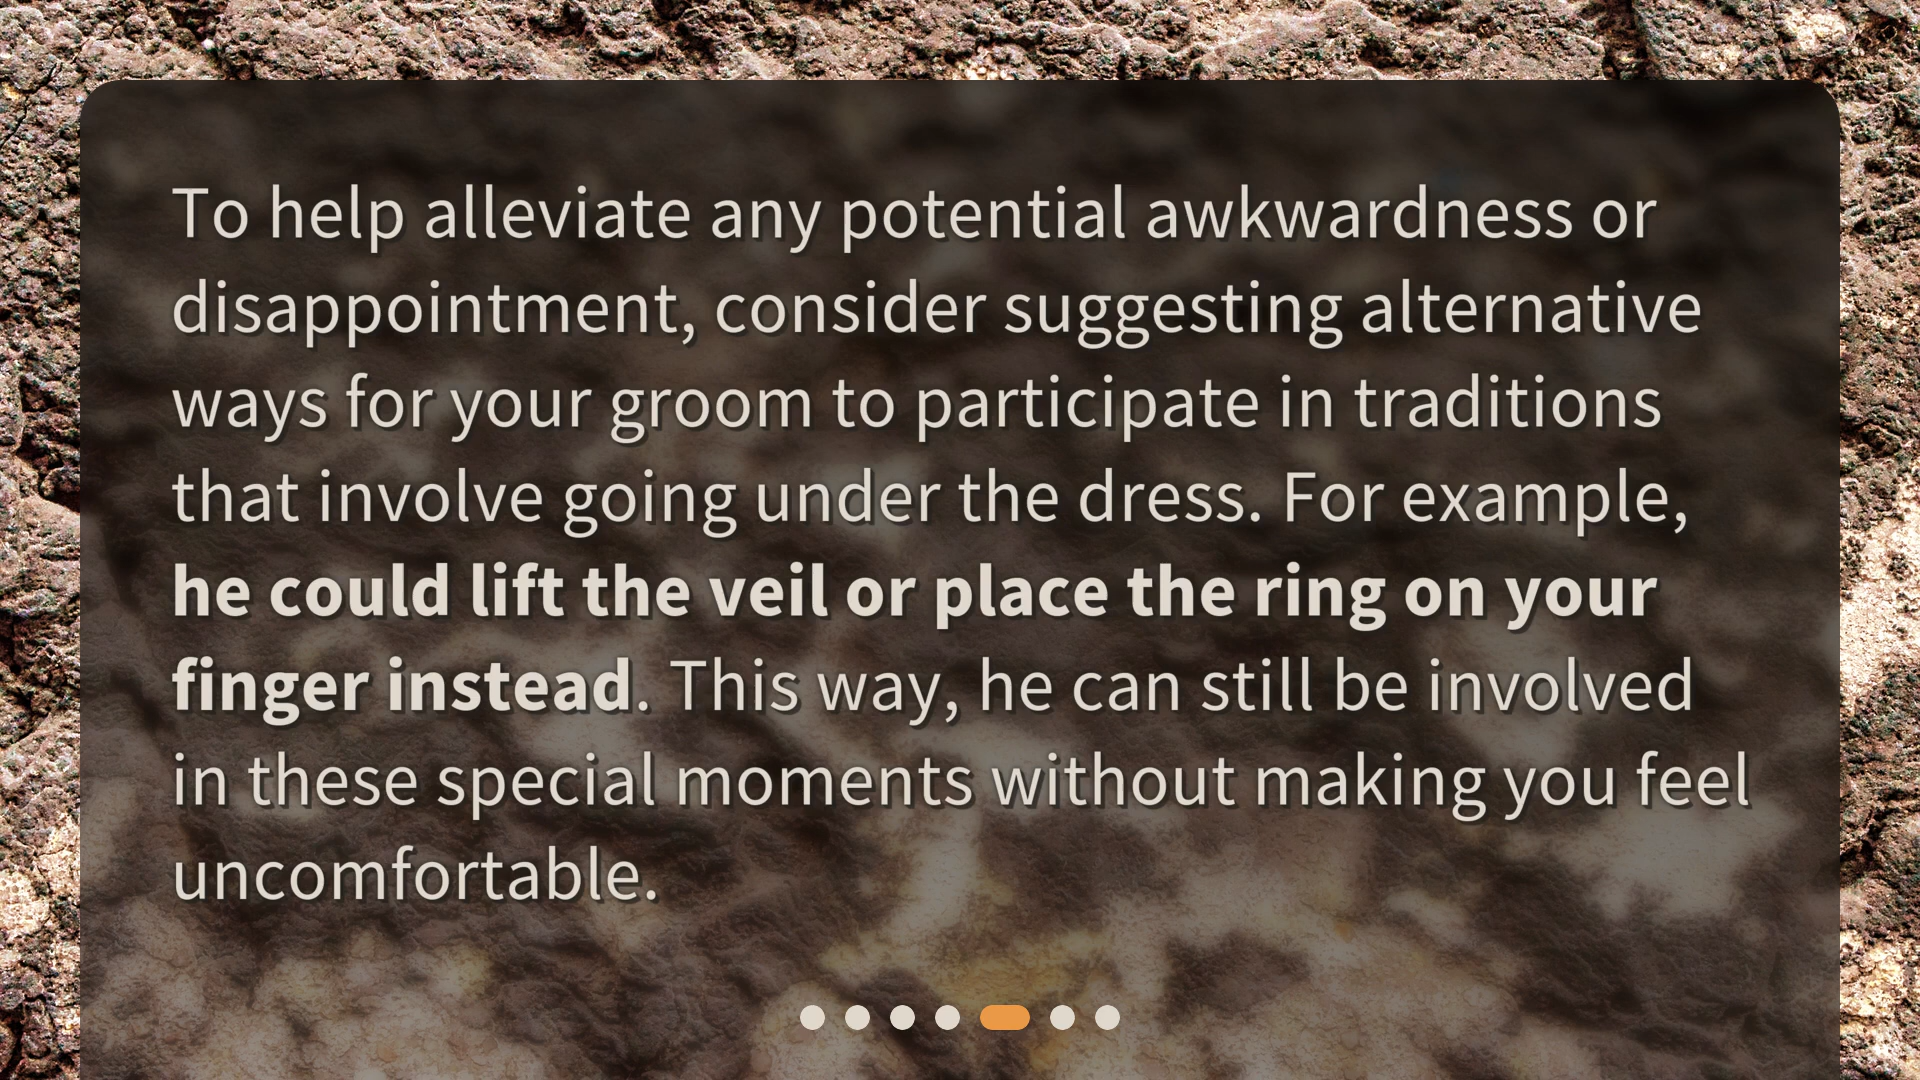 To help alleviate any potential awkwardness or
disappointment, consider suggesting alternative
ways for your groom to participate in traditions
that involve going under the dress. For example,
he could lift the veil or place the ring on your
finger instead. This way, he can still be involved
in these special moments without making you feel
uncomfortable.